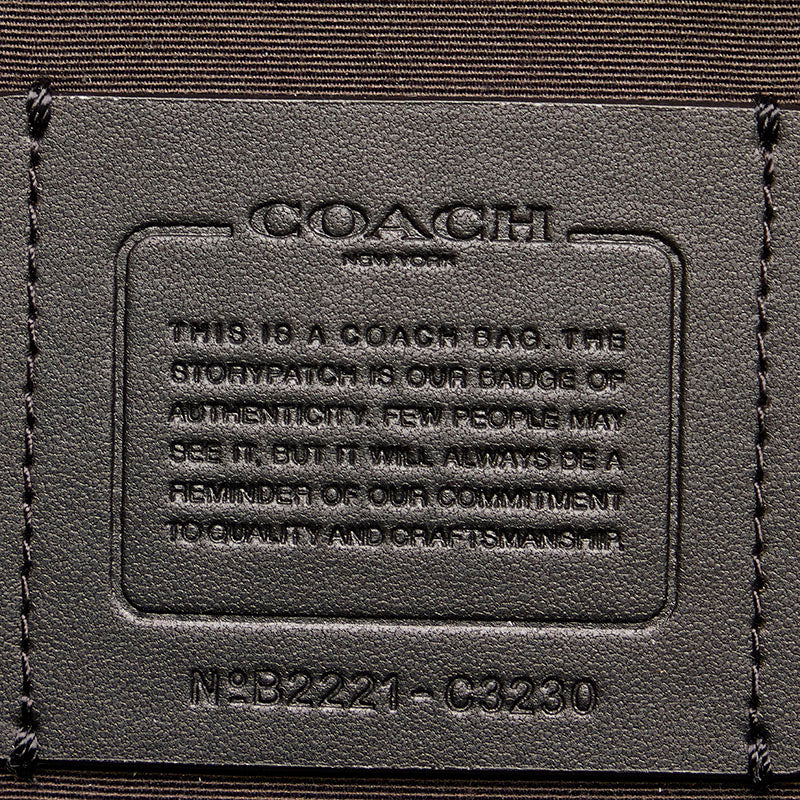 COACH
NEW YORK
THIS IS A COACH BAG. THE
STORYPATCH IS OUR BADGE OF
AUTHENTICITY. FEW PEOPLE MAY
SEE IT, BUT IT WILL ALWAYS BE A
REMINDER OF OUR COMMITMENT
TO QUALITY AND CRAFTSMANSHIP.
NºB2221-C3230